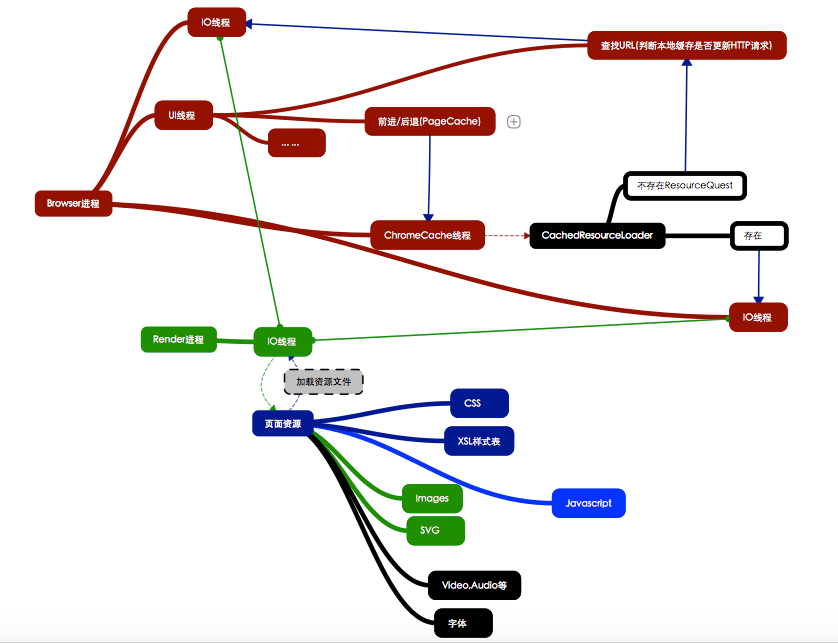 IO线程
查找URL(判断本地缓存是否更新HTTP请求)
UI线程
前进/后退(PageCache)
... ...
不存在ResourceQuest
Browser进程
ChromeCache线程
CachedResourceLoader
存在
IO线程
Render进程
IO线程
加载资源文件
页面资源
CSS
XSL样式表
Images
Javascript
SVG
Video,Audio等
字体